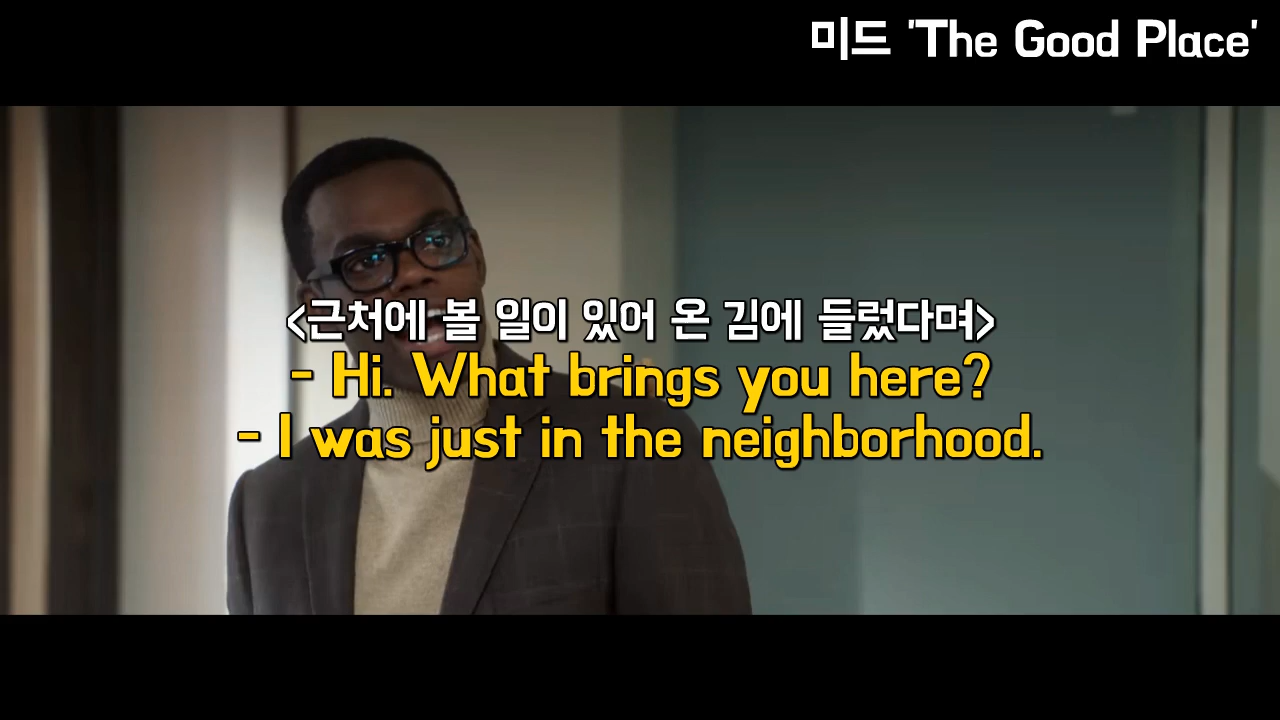 미드 'The Good Place'
<근처에 볼 일이 있어 온 김에 들렀다며>
- Hi. What brings you here?
- I was just in the neighborhood.